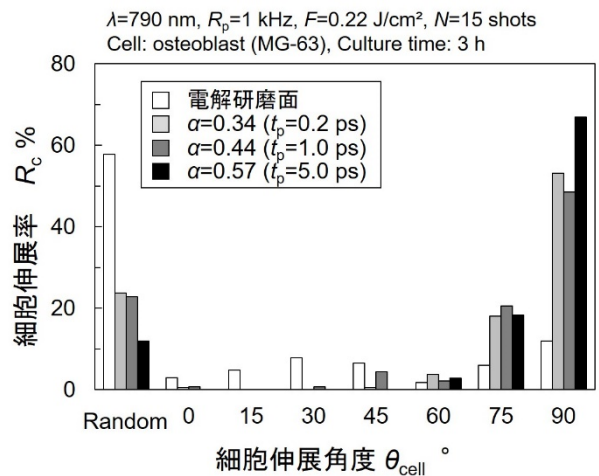 λ=790 nm, Rₚ=1 kHz, F=0.22 J/cm², N=15 shots
Cell: osteoblast (MG-63), Culture time: 3 h
80
60
40
20
0
細胞伸展率 R_c %
電解研磨面
α=0.34 (tₚ=0.2 ps)
α=0.44 (tₚ=1.0 ps)
α=0.57 (tₚ=5.0 ps)
Random 0 15 30 45 60 75 90
細胞伸展角度 θ_cell °